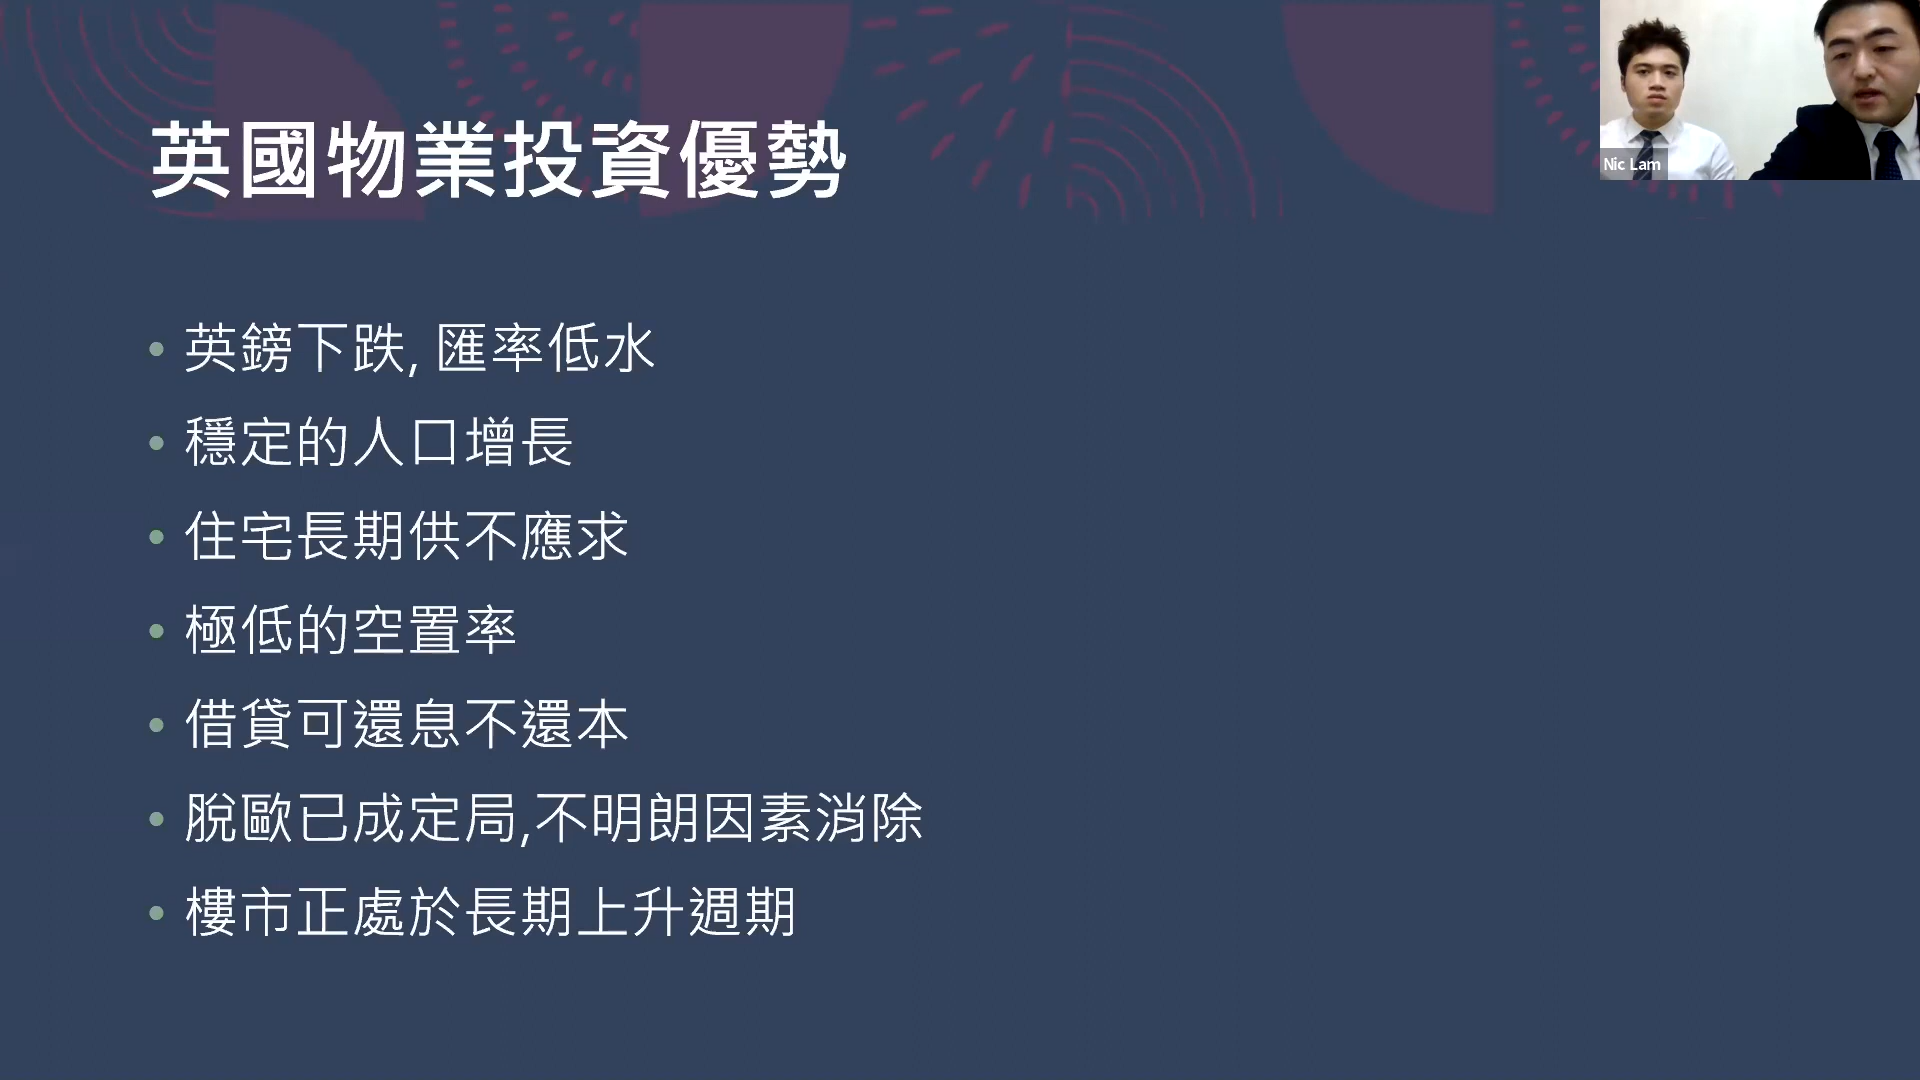 英國物業投資優勢
Nic Lam
英鎊下跌, 匯率低水
穩定的人口增長
住宅長期供不應求
極低的空置率
借貸可還息不還本
脫歐已成定局,不明朗因素消除
樓市正處於長期上升週期